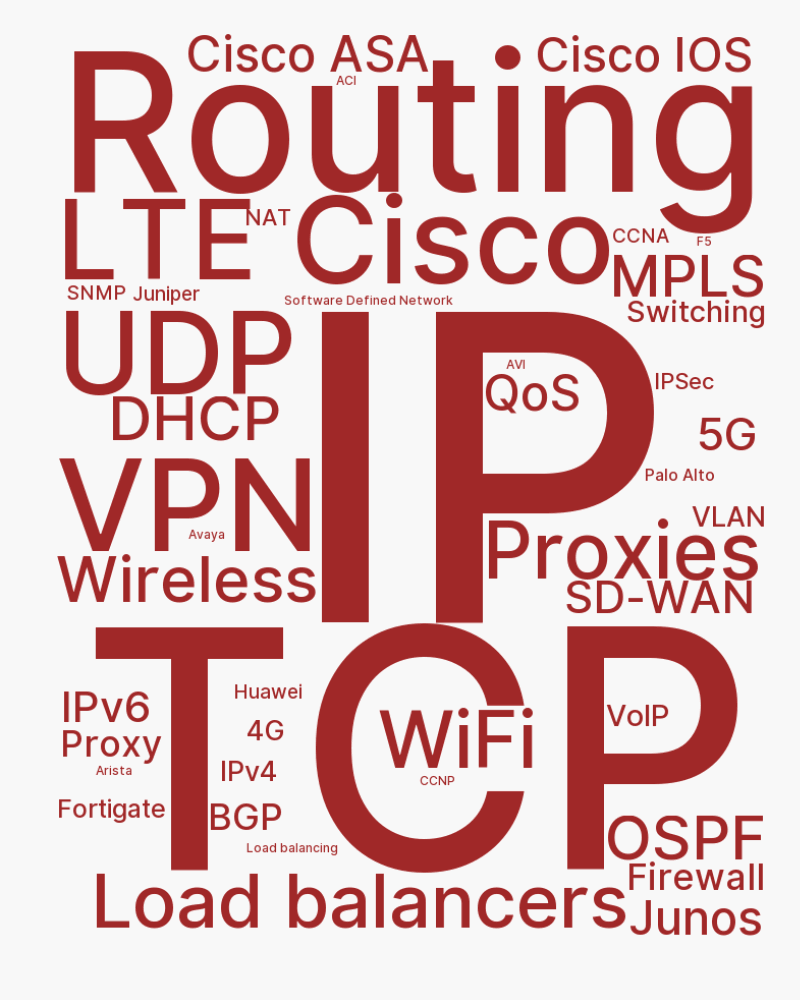 Cisco ASA
Cisco IOS
ACI
Routing
LTE
NAT
Cisco
CCNA
F5
MPLS
SNMP
Juniper
Software Defined Network
Switching
UDP
IP
AVI
QoS
IPSec
DHCP
5G
VPN
Palo Alto
Avaya
VLAN
Proxies
Wireless
SD-WAN
TCP
IPv6
Huawei
WiFi
VoIP
4G
Proxy
Arista
IPv4
CCNP
Fortigate
BGP
OSPF
Load balancing
Firewall
Load balancers
Junos